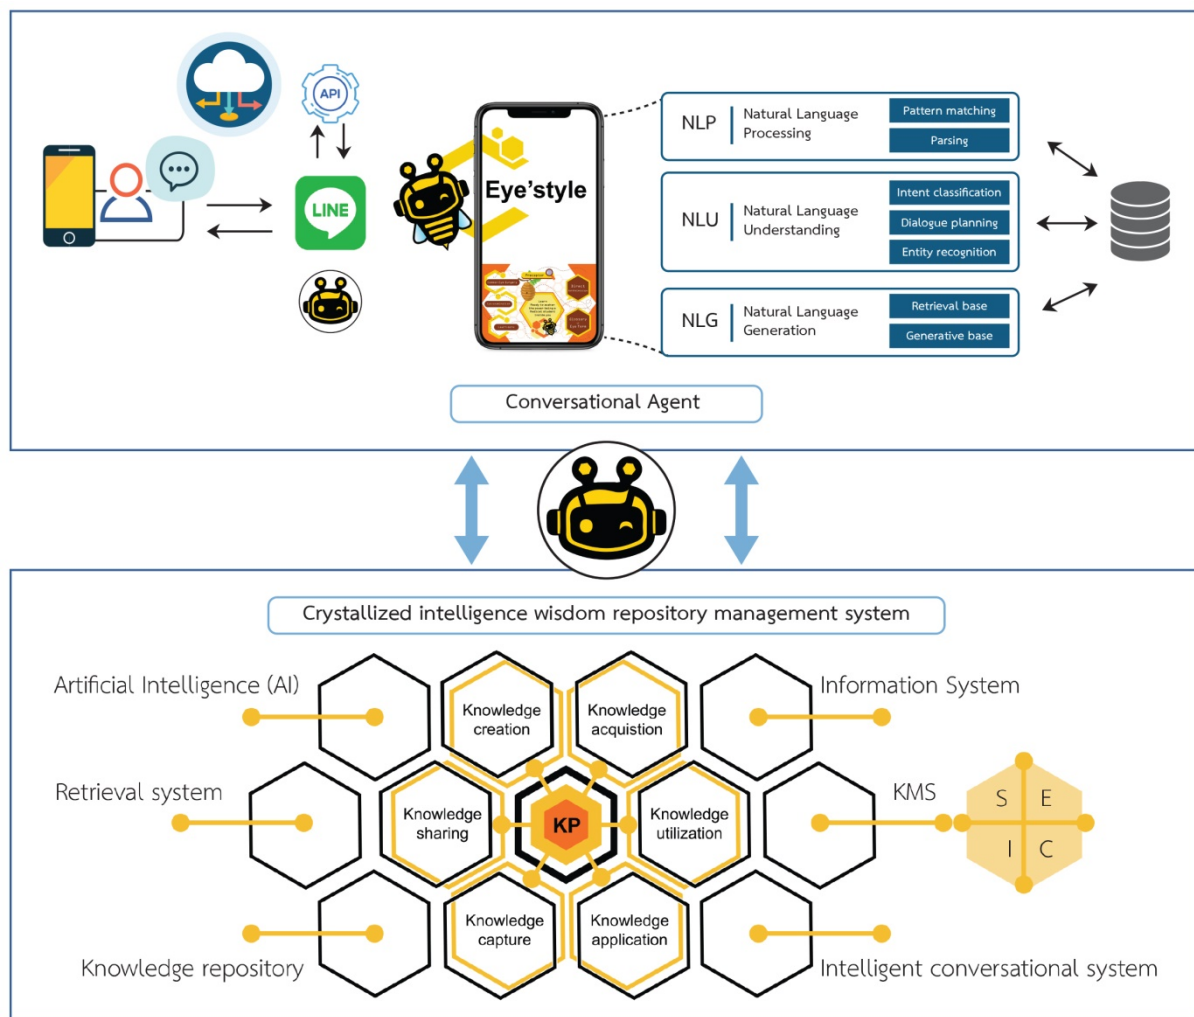 API
LINE
Eye'style
NLP
Natural Language
Processing
Pattern matching
Parsing
NLU
Natural Language
Understanding
Intent classification
Dialogue planning
Entity recognition
NLG
Natural Language
Generation
Retrieval base
Generative base
Conversational Agent
Crystallized intelligence wisdom repository management system
Artificial Intelligence (AI)
Knowledge
creation
Knowledge
acquistion
Information System
Retrieval system
Knowledge
sharing
KP
Knowledge
utilization
KMS
S E
I C
Knowledge repository
Knowledge
capture
Knowledge
application
Intelligent conversational system